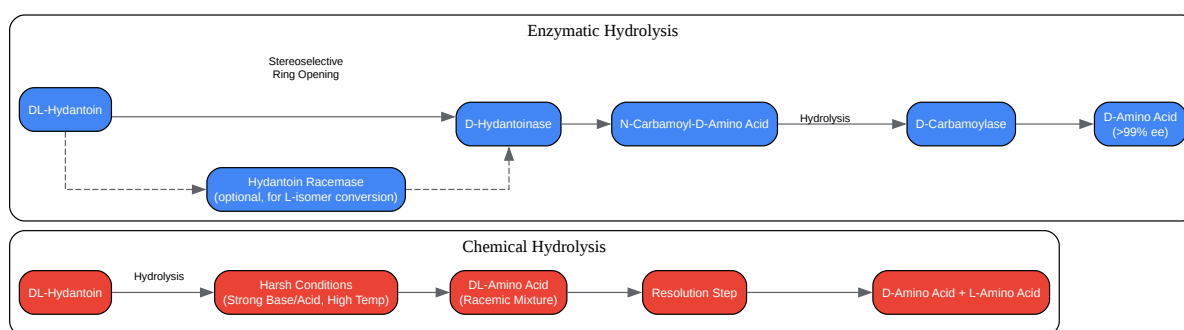 Enzymatic Hydrolysis
Stereoselective
Ring Opening
DL-Hydantoin
D-Hydantoinase
N-Carbamoyl-D-Amino Acid
Hydrolysis
D-Carbamoylase
D-Amino Acid
(>99% ee)
Hydantoin Racemase
(optional, for L-isomer conversion)
Chemical Hydrolysis
DL-Hydantoin
Hydrolysis
Harsh Conditions
(Strong Base/Acid, High Temp)
DL-Amino Acid
(Racemic Mixture)
Resolution Step
D-Amino Acid + L-Amino Acid